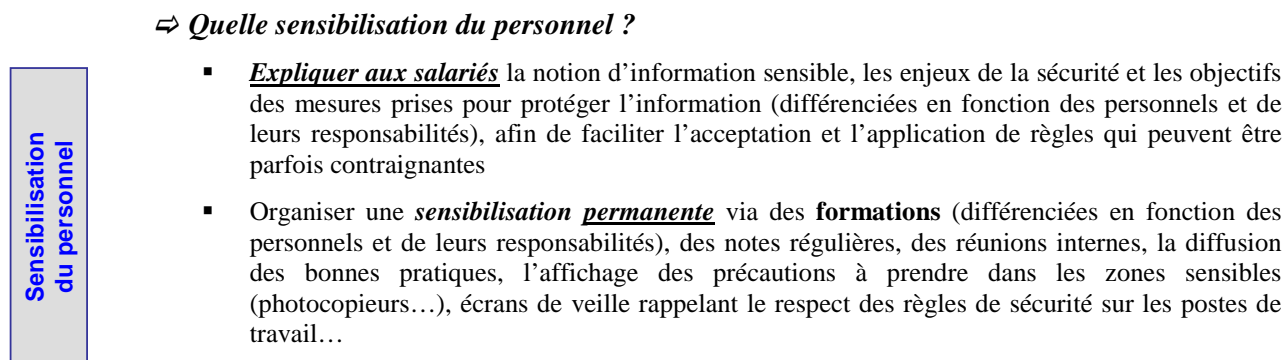 ⇨ Quelle sensibilisation du personnel ?
▪ Expliquer aux salariés la notion d’information sensible, les enjeux de la sécurité et les objectifs
des mesures prises pour protéger l’information (différenciées en fonction des personnels et de
leurs responsabilités), afin de faciliter l’acceptation et l’application de règles qui peuvent être
parfois contraignantes
▪ Organiser une sensibilisation permanente via des formations (différenciées en fonction des
personnels et de leurs responsabilités), des notes régulières, des réunions internes, la diffusion
des bonnes pratiques, l’affichage des précautions à prendre dans les zones sensibles
(photocopieurs…), écrans de veille rappelant le respect des règles de sécurité sur les postes de
travail…
Sensibilisation
du personnel